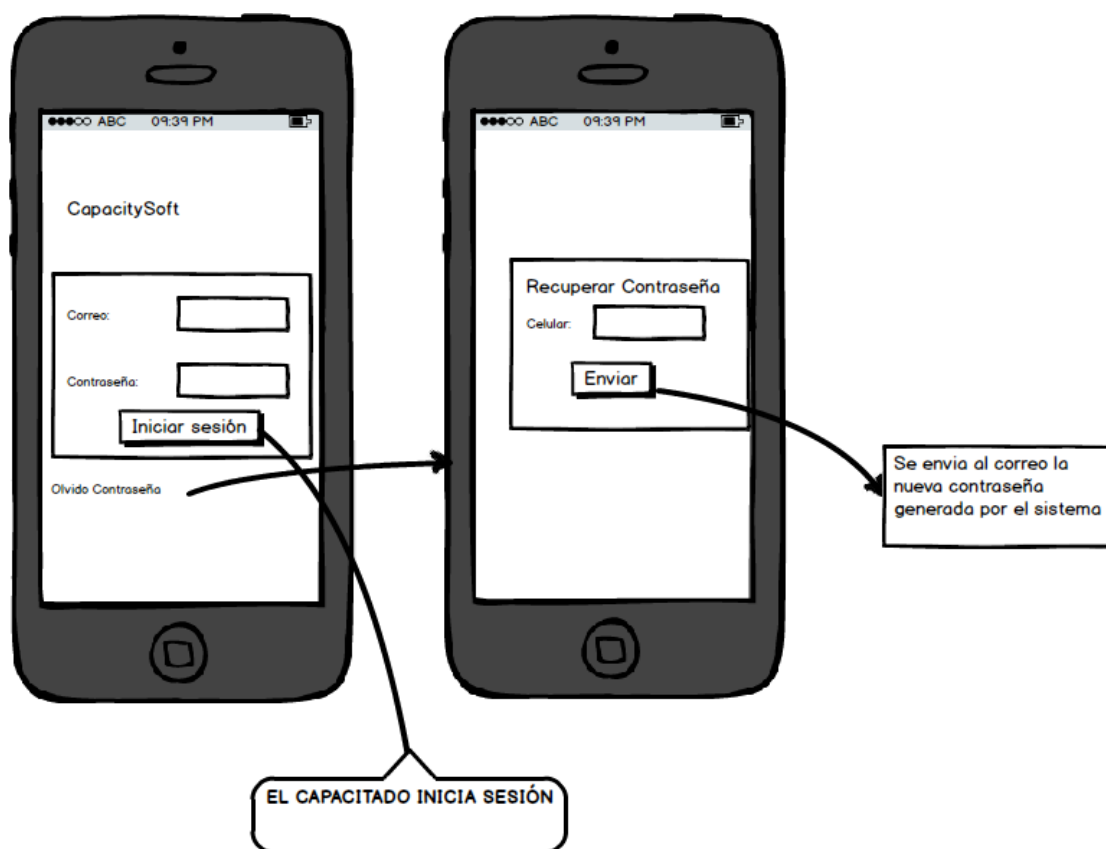 ABC 09:39 PM
CapacitySoft
Correo:
Contraseña:
Iniciar sesión
Olvido Contraseña
ABC 09:39 PM
Recuperar Contraseña
Celular:
Enviar
Se envia al correo la
nueva contraseña
generada por el sistema
EL CAPACITADO INICIA SESIÓN